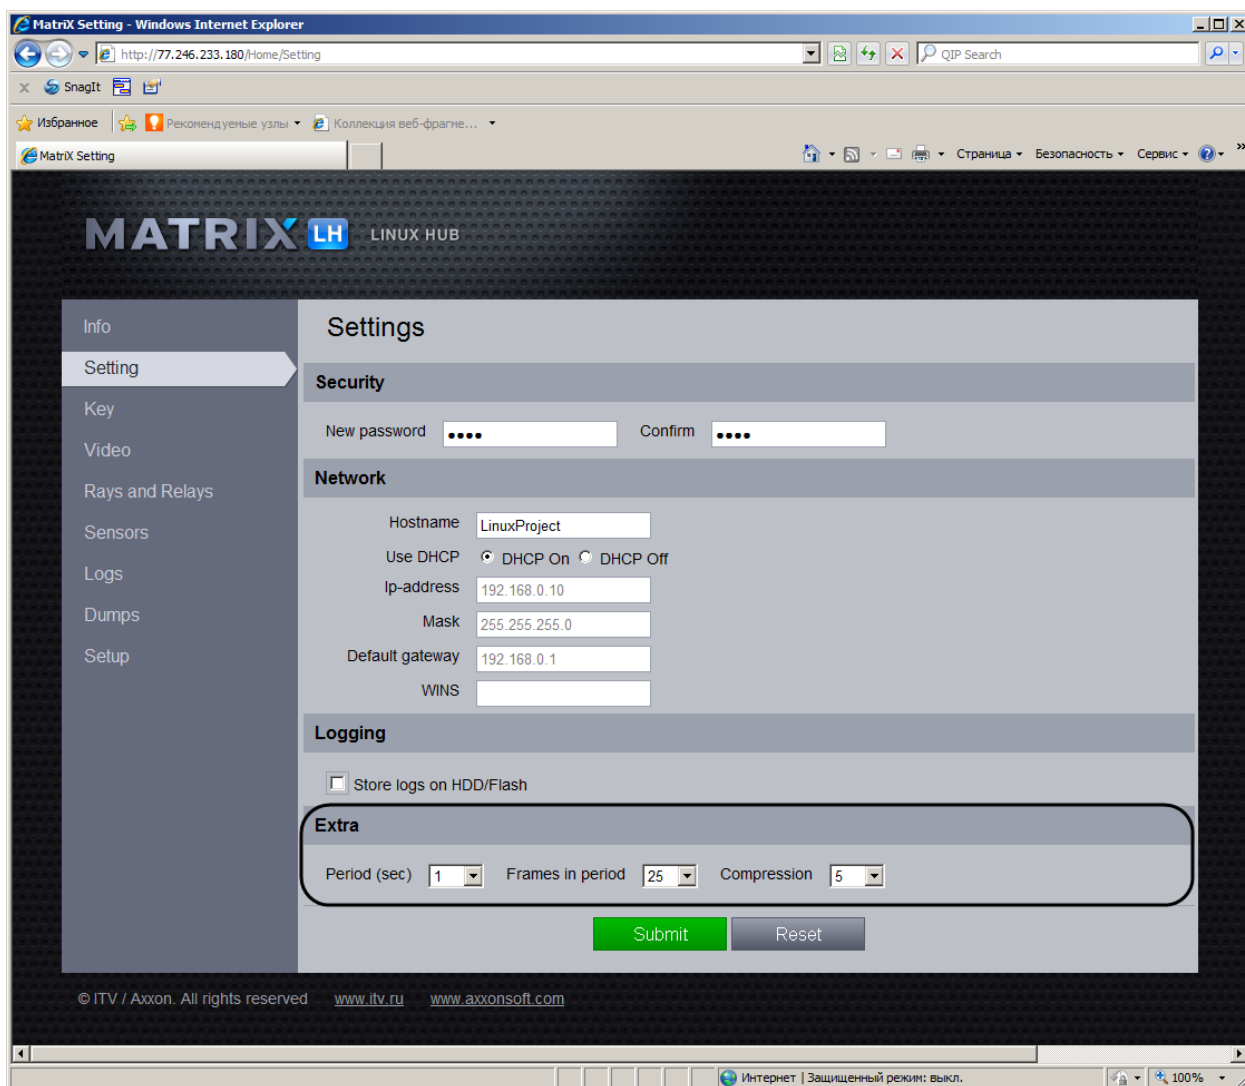 MatriX Setting - Windows Internet Explorer
http://77.246.233.180/Home/Setting
QIP Search
x SnagIt
Избранное Рекомендуемые узлы Коллекция веб-фрагме...
MatriX Setting
Страница Безопасность Сервис »
MATRIX LH LINUX HUB
Info
Setting
Key
Video
Rays and Relays
Sensors
Logs
Dumps
Setup
Settings
Security
New password •••• Confirm ••••
Network
Hostname LinuxProject
Use DHCP DHCP On DHCP Off
Ip-address 192.168.0.10
Mask 255.255.255.0
Default gateway 192.168.0.1
WINS
Logging
Store logs on HDD/Flash
Extra
Period (sec) 1 Frames in period 25 Compression 5
Submit Reset
© ITV / Axxon. All rights reserved www.itv.ru www.axxonsoft.com
Интернет | Защищенный режим: выкл. 100%